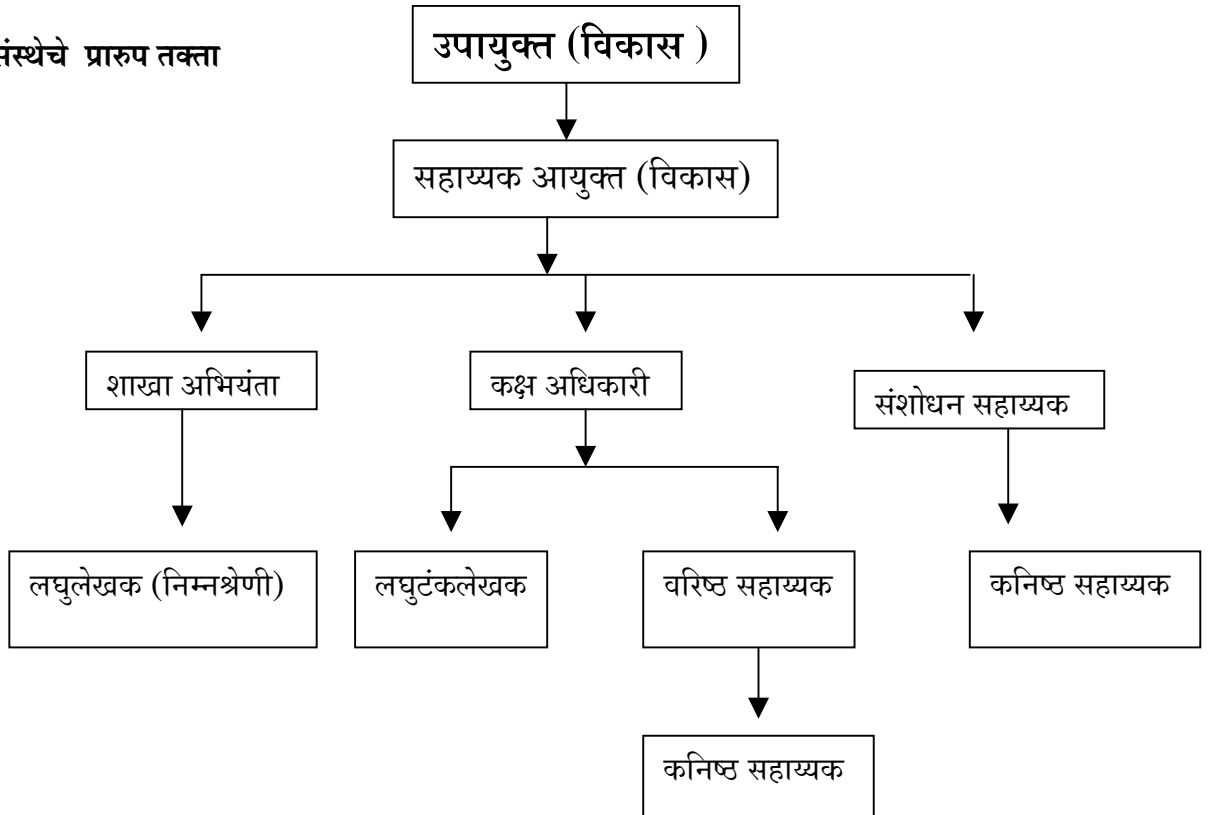 संस्थेचे प्रारुप तक्ता
उपायुक्त (विकास )
सहाय्यक आयुक्त (विकास)
शाखा अभियंता
कक्ष अधिकारी
संशोधन सहाय्यक
लघुलेखक (निम्नश्रेणी)
लघुटंकलेखक
वरिष्ठ सहाय्यक
कनिष्ठ सहाय्यक
कनिष्ठ सहाय्यक